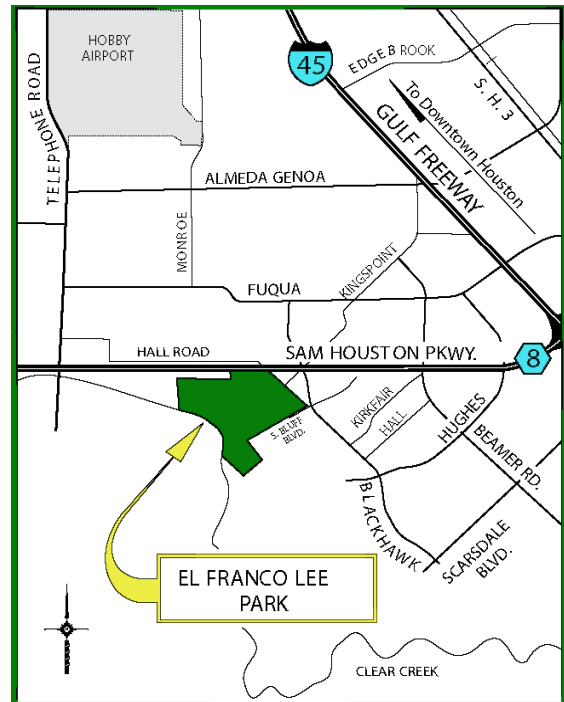 HOBBY
AIRPORT
45
EDGEB ROOK
S. H. 3
To Downtown Houston
GULF FREEWAY
TELEPHONE ROAD
ALMEDA GENOA
MONROE
KINGSPOINT
FUQUA
HALL ROAD
SAM HOUSTON PKWY.
8
S. BLUFF
BLVD.
KIRKFAIR
HALL
HUGHES
BEAMER RD.
BLACKHAWK
SCARSDALE
BLVD.
EL FRANCO LEE
PARK
CLEAR CREEK